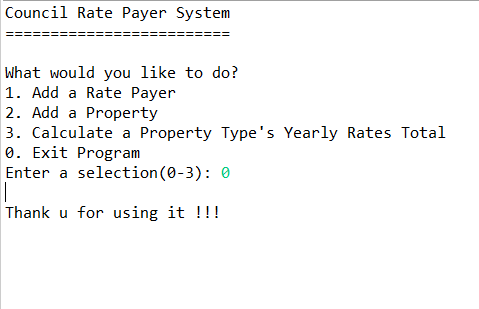 Council Rate Payer System
=========================
What would you like to do?
1. Add a Rate Payer
2. Add a Property
3. Calculate a Property Type's Yearly Rates Total
0. Exit Program
Enter a selection(0-3): 0
Thank u for using it !!!